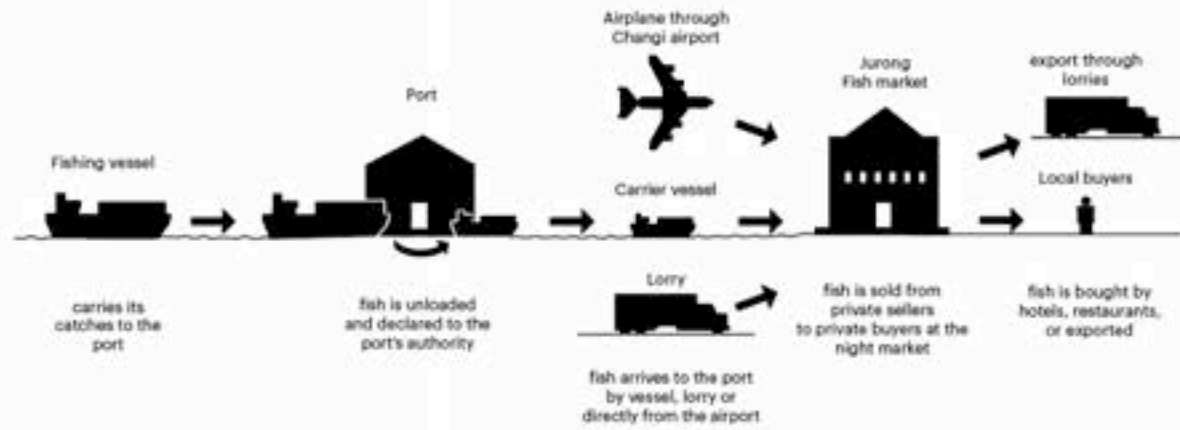 Fishing vessel
carries its
catches to the
port
Port
fish is unloaded
and declared to the
port's authority
Airplane through
Changi airport
Carrier vessel
Lorry
fish arrives to the port
by vessel, lorry or
directly from the airport
Jurong
Fish market
fish is sold from
private sellers
to private buyers at the
night market
export through
lorries
Local buyers
fish is bought by
hotels, restaurants,
or exported